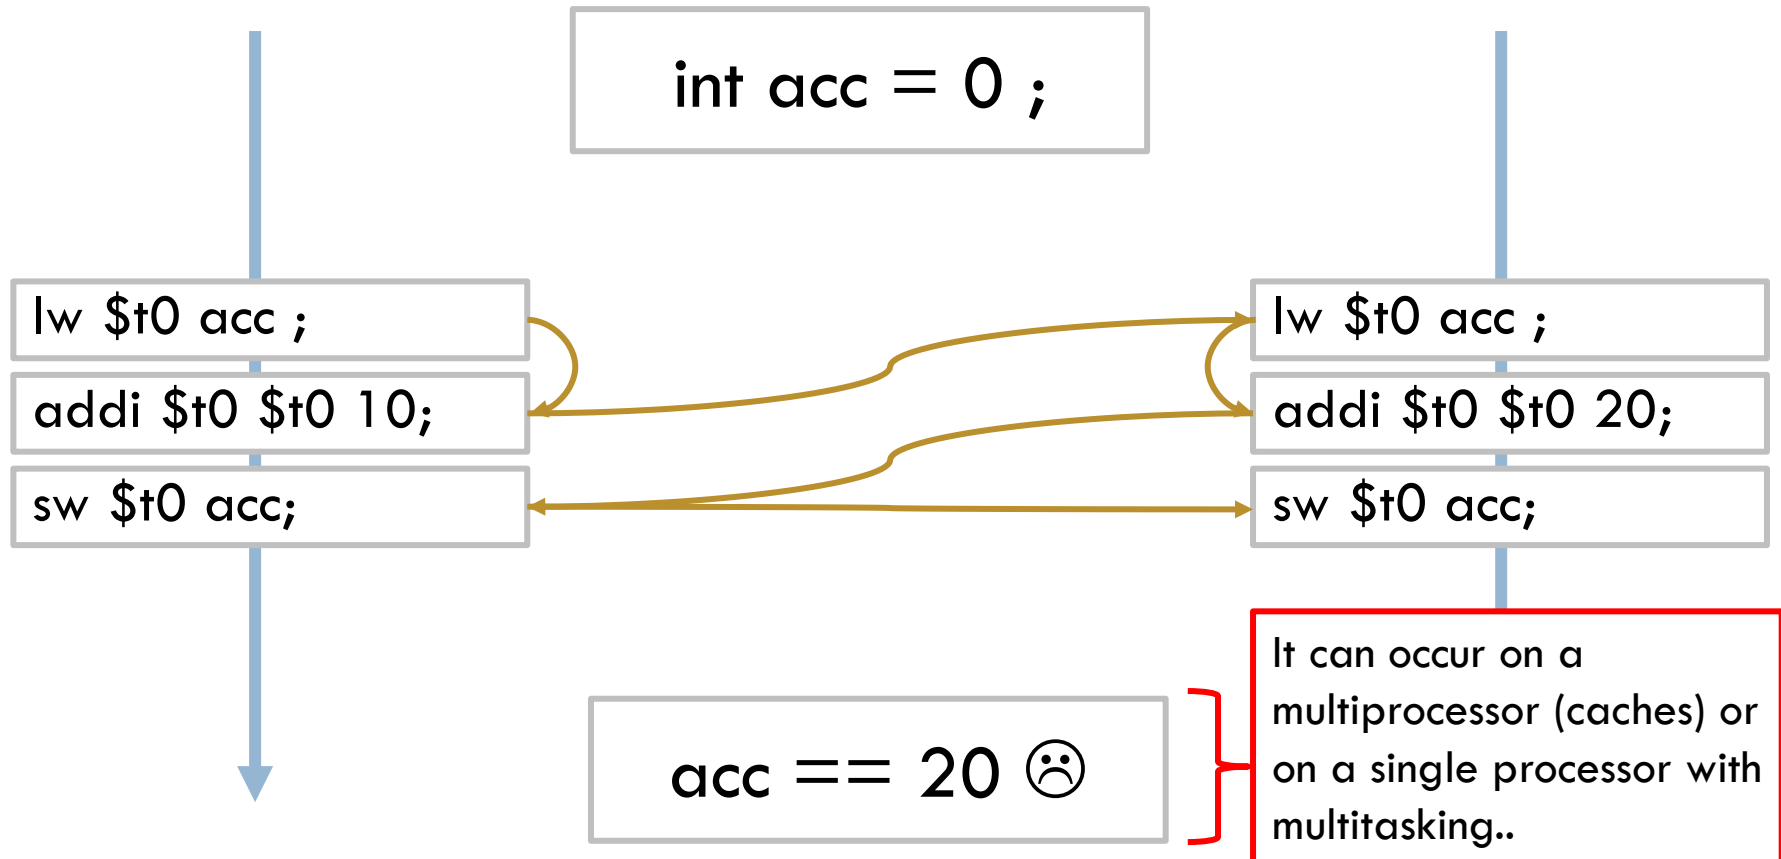 int acc = 0 ;
lw $t0 acc ;
addi $t0 $t0 10;
sw $t0 acc;
lw $t0 acc ;
addi $t0 $t0 20;
sw $t0 acc;
acc == 20 ☹
It can occur on a
multiprocessor (caches) or
on a single processor with
multitasking..